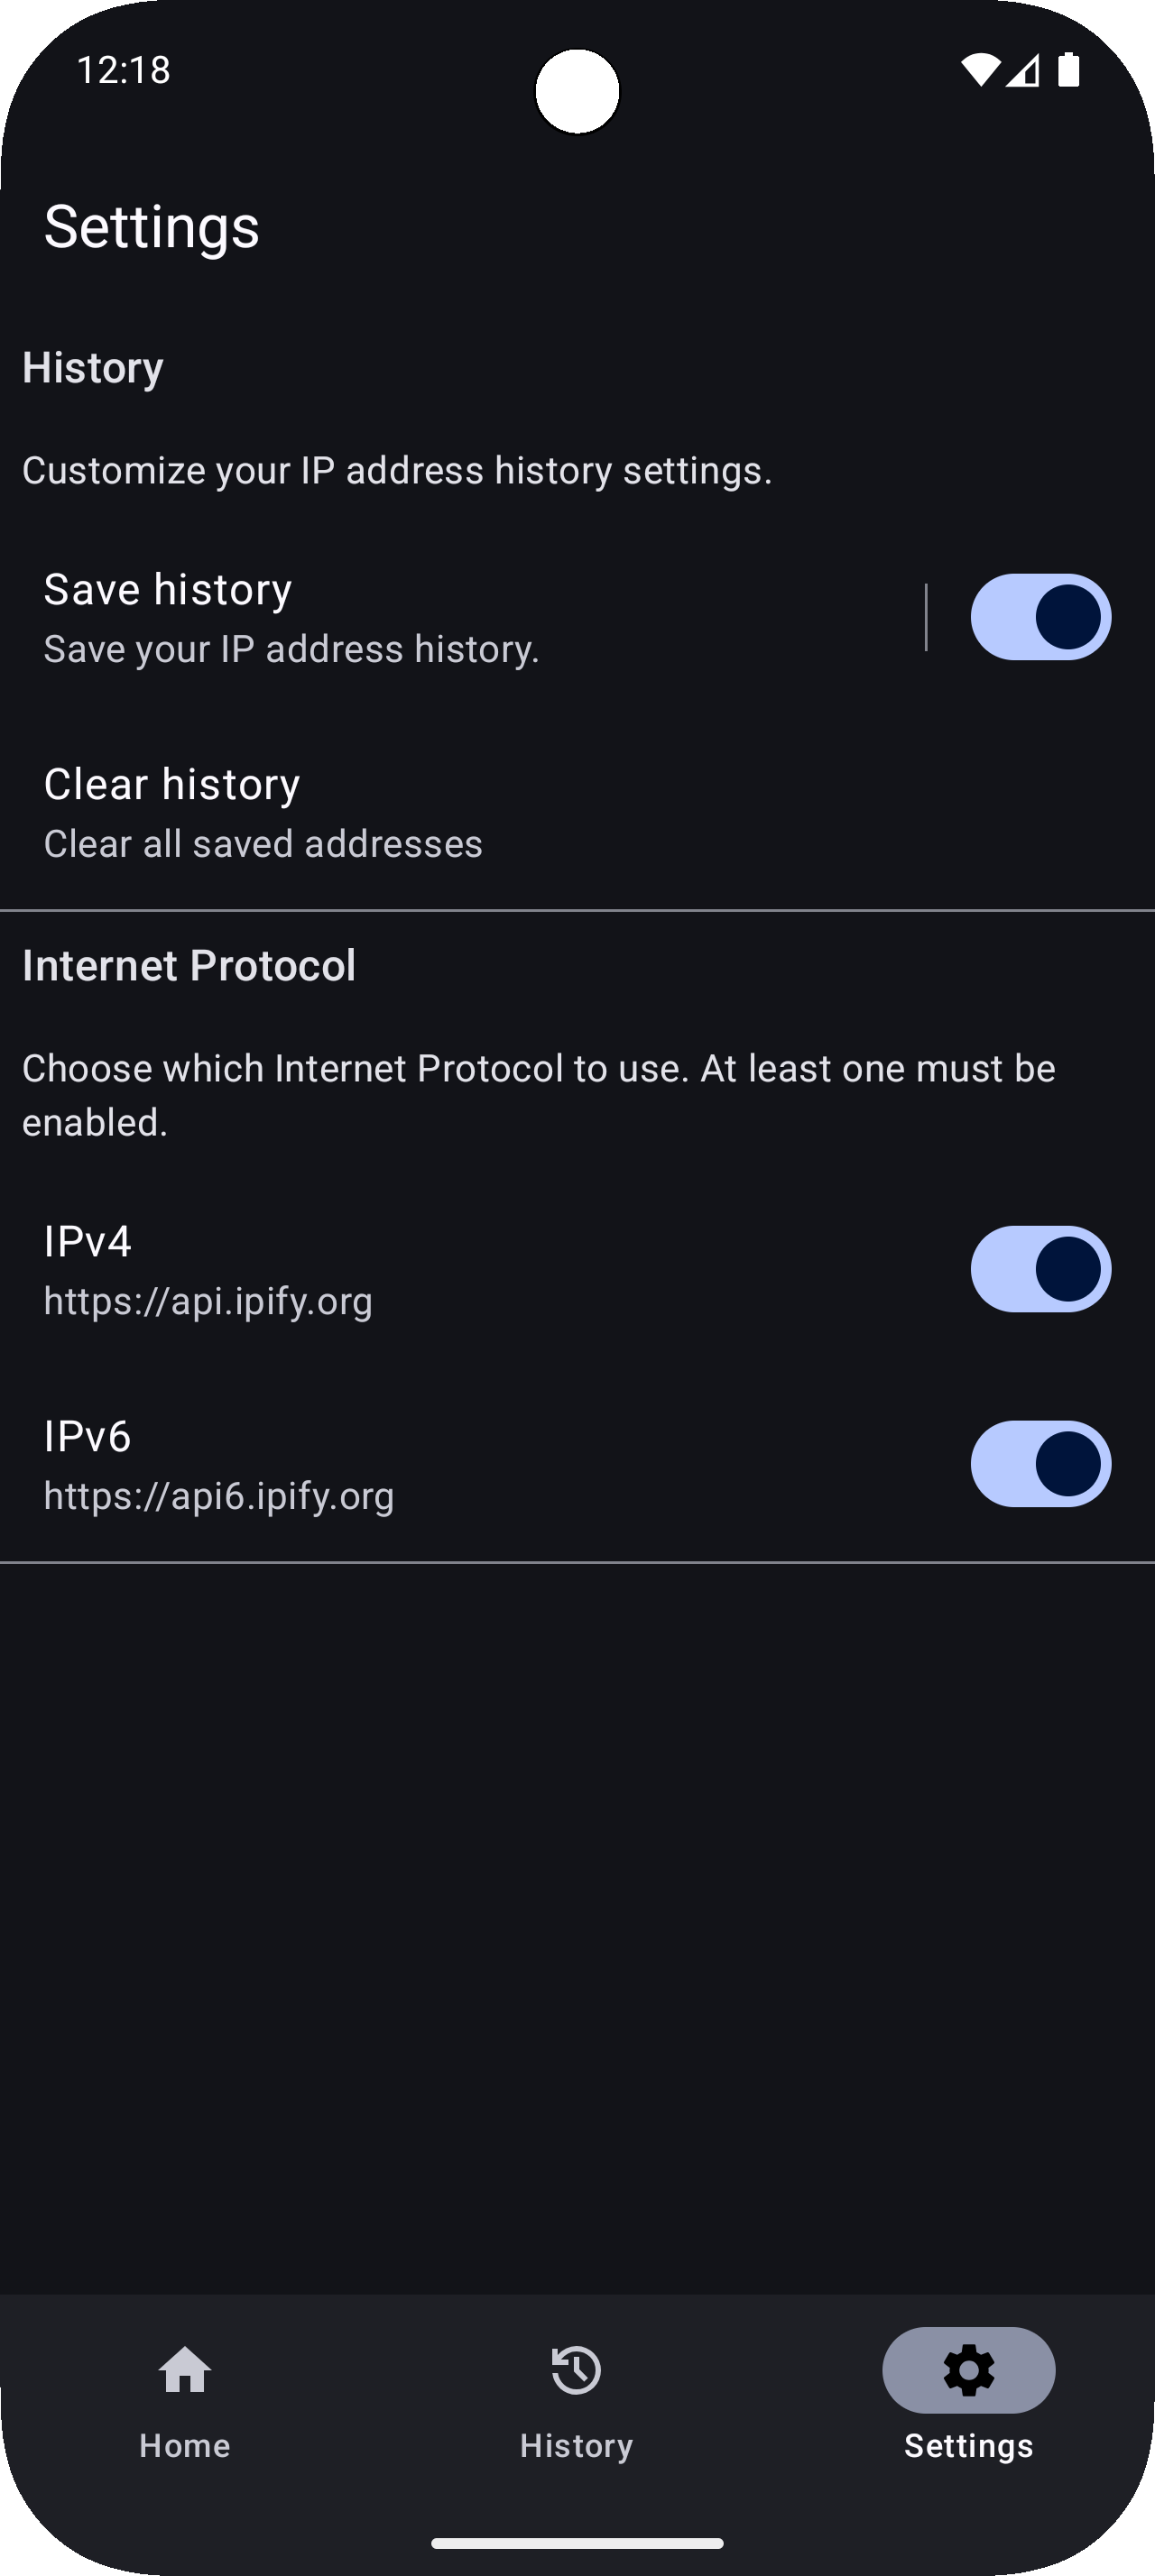 12:18
Settings
History
Customize your IP address history settings.
Save history
Save your IP address history.
Clear history
Clear all saved addresses
Internet Protocol
Choose which Internet Protocol to use. At least one must be
enabled.
IPv4
https://api.ipify.org
IPv6
https://api6.ipify.org
Home
History
Settings